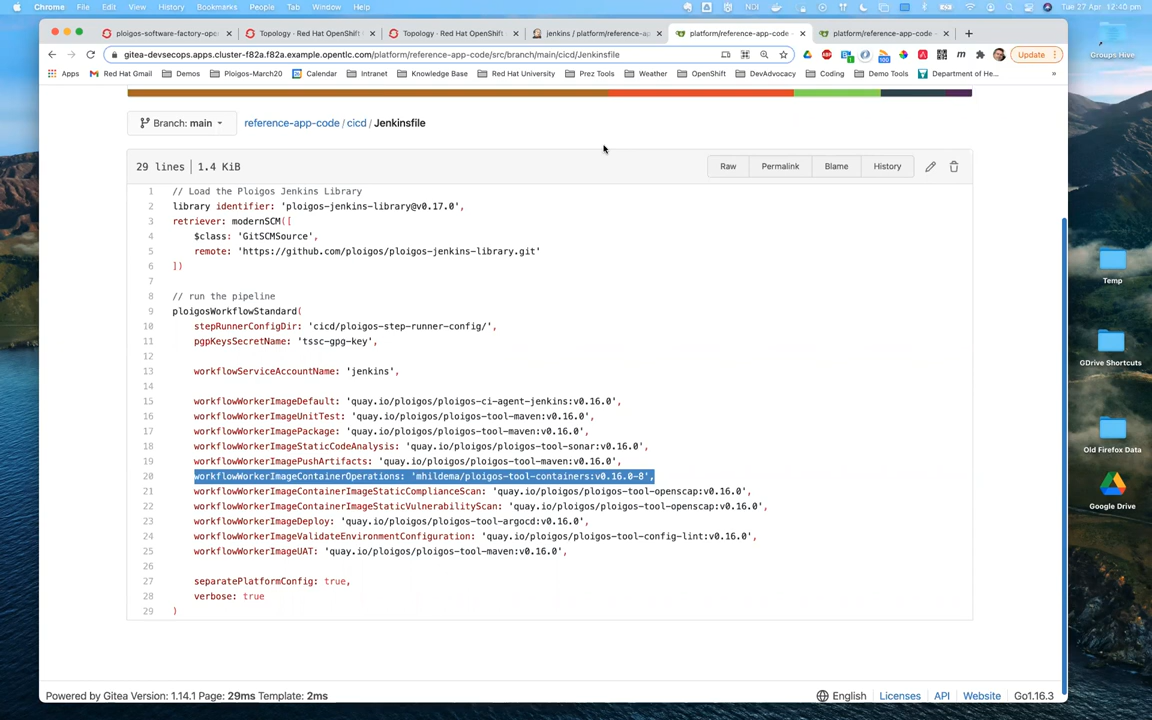 Chrome File Edit View History Bookmarks People Tab Window Help
NDI Tue 27 Apr 12:40 pm
ploigos-software-factory-ope
Topology · Red Hat OpenShift
Topology · Red Hat OpenShift
jenkins / platform/reference-ap
platform/reference-app-code -
platform/reference-app-code -
gitea-devsecops.apps.cluster-f82a.f82a.example.opentlc.com/platform/reference-app-code/src/branch/main/cicd/Jenkinsfile
Update
Apps Red Hat Gmail Demos Ploigos-March20 Calendar Intranet Knowledge Base Red Hat University Prez Tools Weather OpenShift DevAdvocacy Coding Demo Tools Department of He...
Groups Hive
Branch: main reference-app-code / cicd / Jenkinsfile
29 lines 1.4 KiB Raw Permalink Blame History
1 // Load the Ploigos Jenkins Library
2 library identifier: 'ploigos-jenkins-library@v0.17.0',
3 retriever: modernSCM([
4 $class: 'GitSCMSource',
5 remote: 'https://github.com/ploigos/ploigos-jenkins-library.git'
6 ])
7
8 // run the pipeline
9 ploigosWorkflowStandard(
10 stepRunnerConfigDir: 'cicd/ploigos-step-runner-config/',
11 pgpKeysSecretName: 'tssc-gpg-key',
12
13 workflowServiceAccountName: 'jenkins',
14
15 workflowWorkerImageDefault: 'quay.io/ploigos/ploigos-ci-agent-jenkins:v0.16.0',
16 workflowWorkerImageUnitTest: 'quay.io/ploigos/ploigos-tool-maven:v0.16.0',
17 workflowWorkerImagePackage: 'quay.io/ploigos/ploigos-tool-maven:v0.16.0',
18 workflowWorkerImageStaticCodeAnalysis: 'quay.io/ploigos/ploigos-tool-sonar:v0.16.0',
19 workflowWorkerImagePushArtifacts: 'quay.io/ploigos/ploigos-tool-maven:v0.16.0',
20 workflowWorkerImageContainerOperations: 'mhildema/ploigos-tool-containers:v0.16.0-8',
21 workflowWorkerImageContainerImageStaticComplianceScan: 'quay.io/ploigos/ploigos-tool-openscap:v0.16.0',
22 workflowWorkerImageContainerImageStaticVulnerabilityScan: 'quay.io/ploigos/ploigos-tool-openscap:v0.16.0',
23 workflowWorkerImageDeploy: 'quay.io/ploigos/ploigos-tool-argocd:v0.16.0',
24 workflowWorkerImageValidateEnvironmentConfiguration: 'quay.io/ploigos/ploigos-tool-config-lint:v0.16.0',
25 workflowWorkerImageUAT: 'quay.io/ploigos/ploigos-tool-maven:v0.16.0',
26
27 separatePlatformConfig: true,
28 verbose: true
29 )
Temp
GDrive Shortcuts
Old Firefox Data
Google Drive
Powered by Gitea Version: 1.14.1 Page: 29ms Template: 2ms English Licenses API Website Go1.16.3